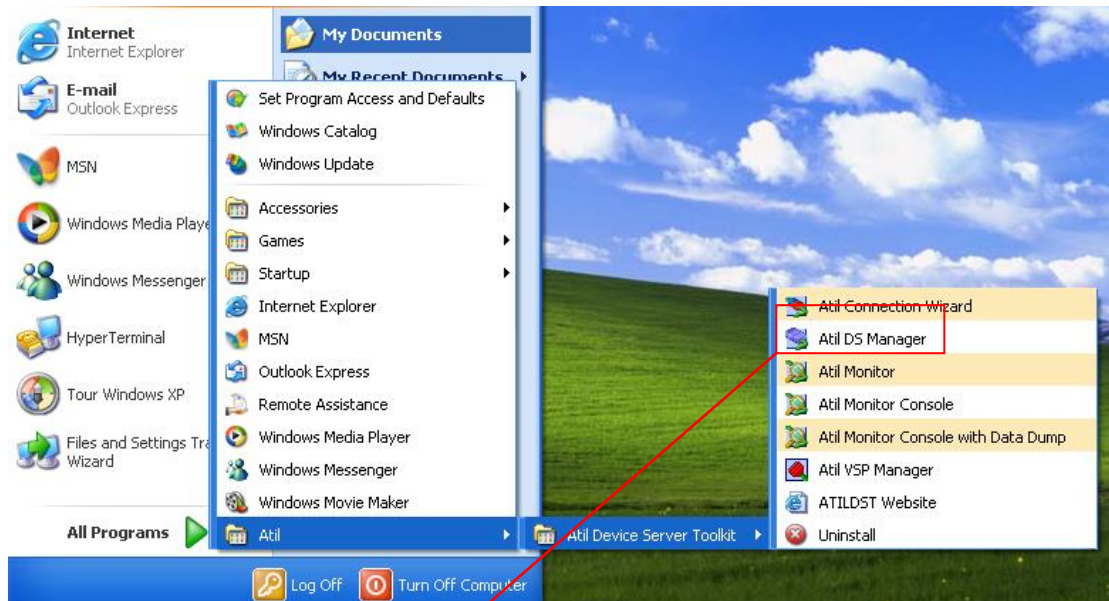 Internet
Internet Explorer
E-mail
Outlook Express
MSN
Windows Media Playe
Windows Messenger
HyperTerminal
Tour Windows XP
Files and Settings Tra
Wizard
All Programs
My Documents
My Recent Documents
Set Program Access and Defaults
Windows Catalog
Windows Update
Accessories
Games
Startup
Internet Explorer
MSN
Outlook Express
Remote Assistance
Windows Media Player
Windows Messenger
Windows Movie Maker
Atil
Atil Device Server Toolkit
Atil Connection Wizard
Atil DS Manager
Atil Monitor
Atil Monitor Console
Atil Monitor Console with Data Dump
Atil VSP Manager
ATILDST Website
Uninstall
Log Off
Turn Off Computer